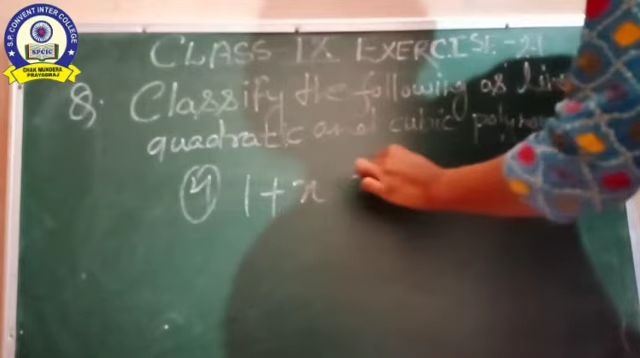 S.P. CONVENT INTER COLLEGE
SPCIC
CHAK MUNDERA
PRAYAGRAJ
CLASS IX EXERCISE-2.1
Q. Classify the following as
quadratic and cubic
1 + x